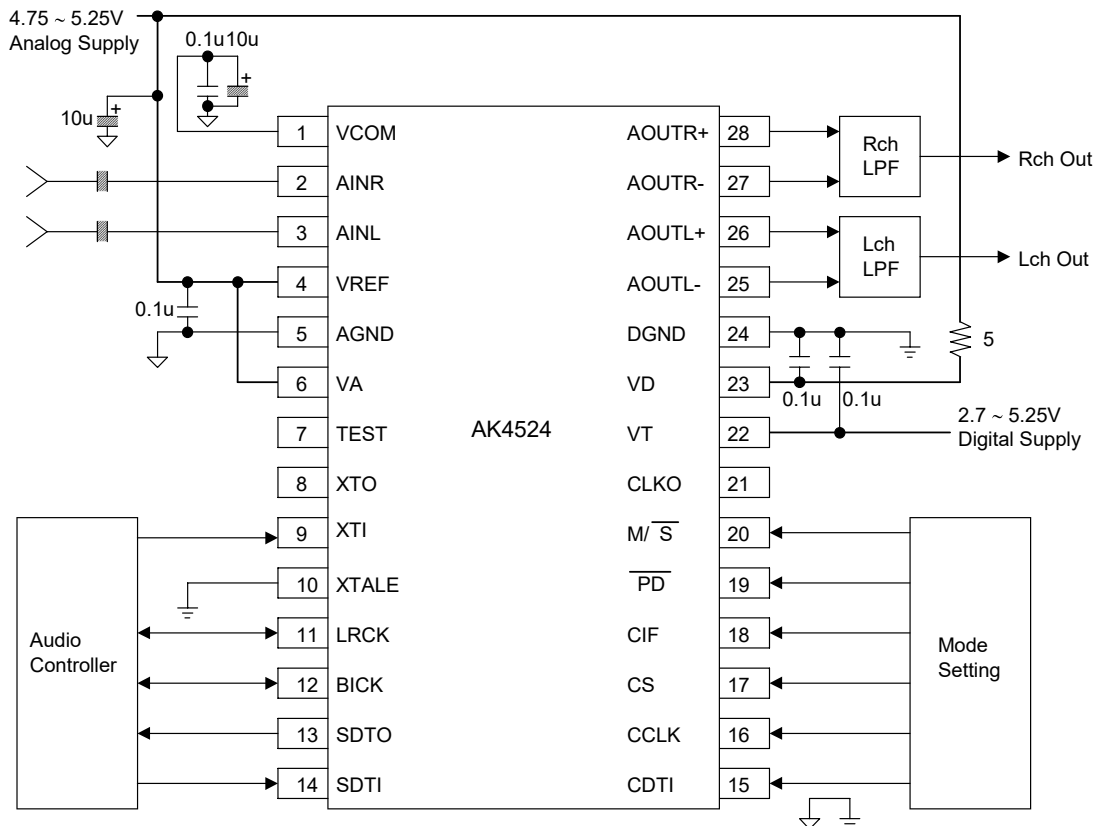 4.75 ~ 5.25V
Analog Supply
0.1u 10u
+
10u
+
1 VCOM
2 AINR
3 AINL
4 VREF
0.1u
5 AGND
6 VA
7 TEST
8 XTO
9 XTI
10 XTALE
11 LRCK
12 BICK
13 SDTO
14 SDTI
Audio
Controller
AK4524
AOUTR+ 28
AOUTR- 27
AOUTL+ 26
AOUTL- 25
DGND 24
VD 23
VT 22
CLKO 21
M/S̅ 20
P̅D̅ 19
CIF 18
CS 17
CCLK 16
CDTI 15
Rch
LPF
Rch Out
Lch
LPF
Lch Out
5
0.1u 0.1u
2.7 ~ 5.25V
Digital Supply
Mode
Setting